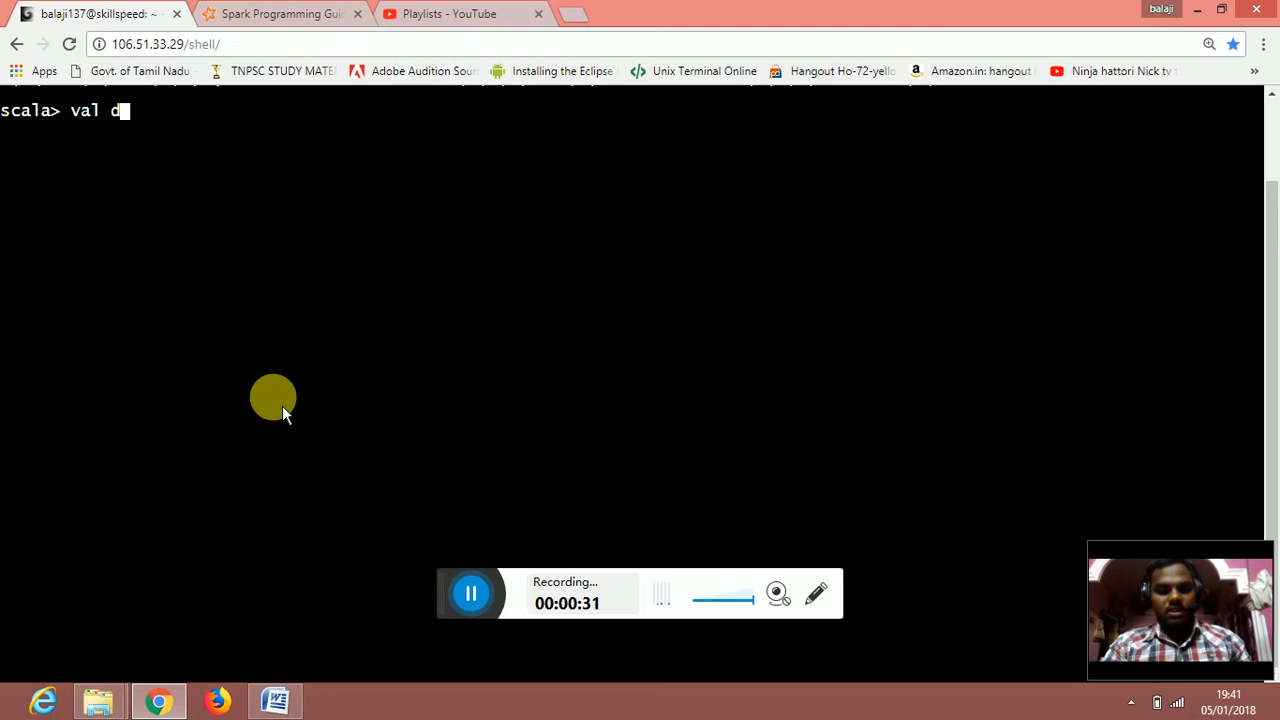 balaji137@skillspeed: ~
Spark Programming Guid
Playlists - YouTube
balaji
106.51.33.29/shell/
Apps
Govt. of Tamil Nadu
TNPSC STUDY MATE
Adobe Audition Soun
Installing the Eclipse
Unix Terminal Online
Hangout Ho-72-yello
Amazon.in: hangout
Ninja hattori Nick tv
»
scala> val d
Recording...
00:00:31
19:41
05/01/2018